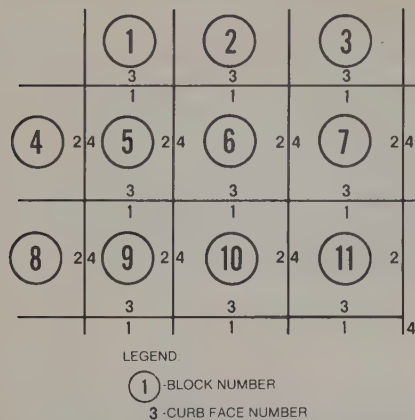 1 2 3
3 3 3
1 1 1
4 2 4 5 2 4 6 2 4 7 2 4
3 3 3
1 1 1
8 2 4 9 2 4 10 2 4 11 2
3 3 3
1 1 1 4
LEGEND
1 -BLOCK NUMBER
3 -CURB FACE NUMBER